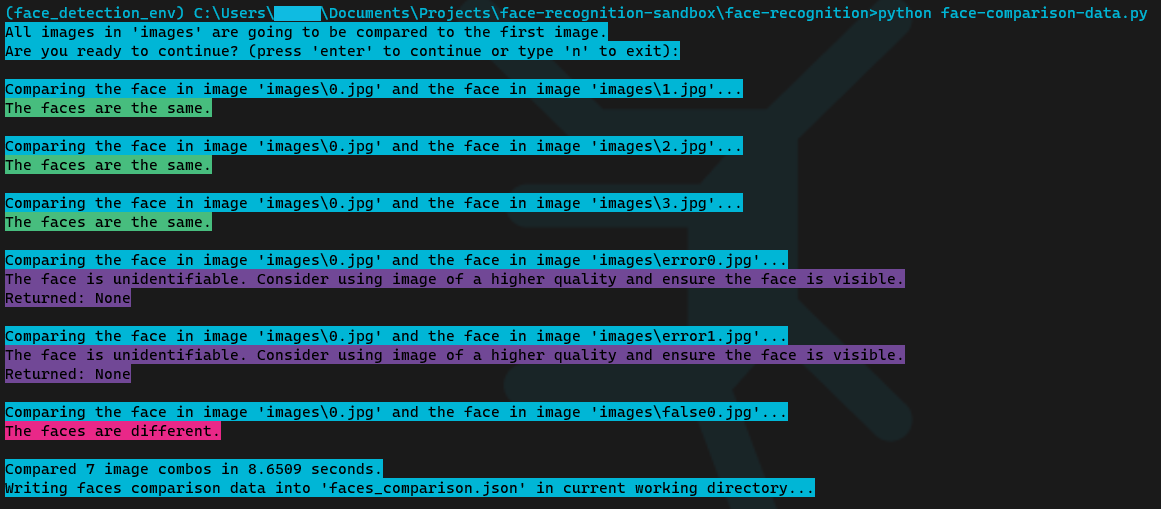 (face_detection_env) C:\Users\ \Documents\Projects\face-recognition-sandbox\face-recognition>python face-comparison-data.py
All images in 'images' are going to be compared to the first image.
Are you ready to continue? (press 'enter' to continue or type 'n' to exit):
Comparing the face in image 'images\0.jpg' and the face in image 'images\1.jpg'...
The faces are the same.
Comparing the face in image 'images\0.jpg' and the face in image 'images\2.jpg'...
The faces are the same.
Comparing the face in image 'images\0.jpg' and the face in image 'images\3.jpg'...
The faces are the same.
Comparing the face in image 'images\0.jpg' and the face in image 'images\error0.jpg'...
The face is unidentifiable. Consider using image of a higher quality and ensure the face is visible.
Returned: None
Comparing the face in image 'images\0.jpg' and the face in image 'images\error1.jpg'...
The face is unidentifiable. Consider using image of a higher quality and ensure the face is visible.
Returned: None
Comparing the face in image 'images\0.jpg' and the face in image 'images\false0.jpg'...
The faces are different.
Compared 7 image combos in 8.6509 seconds.
Writing faces comparison data into 'faces_comparison.json' in current working directory...